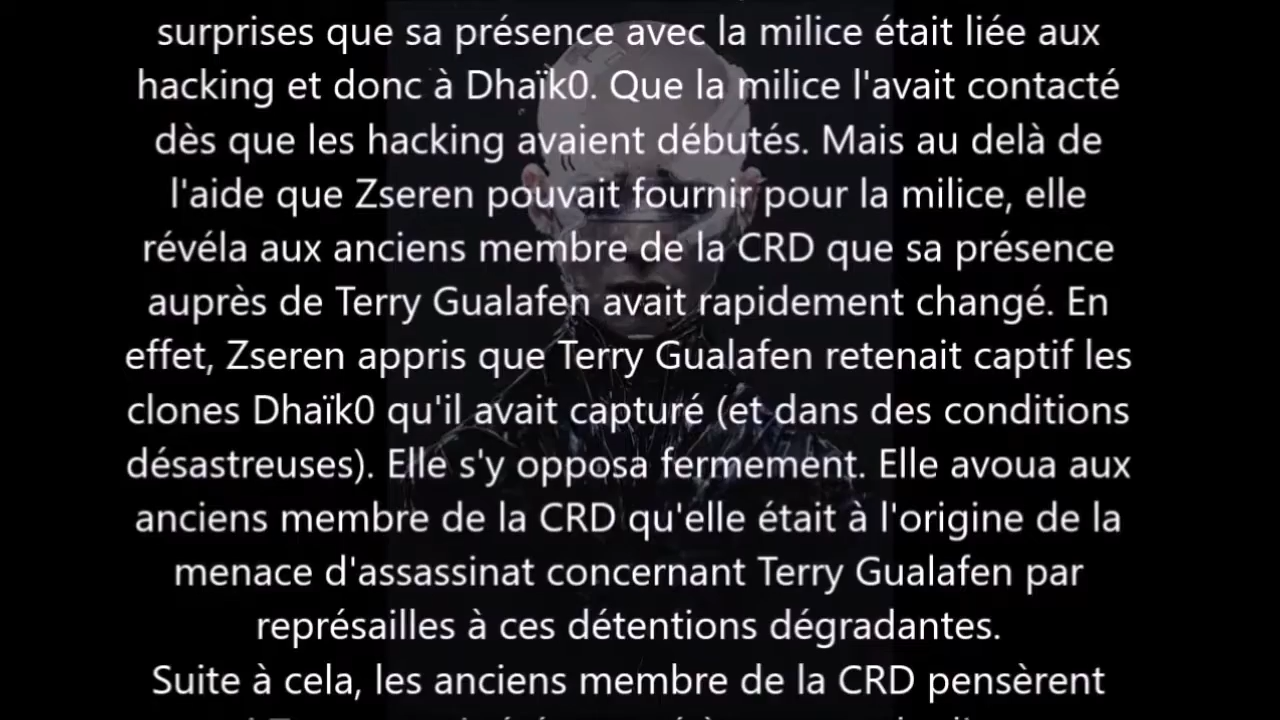 surprises que sa présence avec la milice était liée aux
hacking et donc à Dhaïk0. Que la milice l'avait contacté
dès que les hacking avaient débutés. Mais au delà de
l'aide que Zseren pouvait fournir pour la milice, elle
révéla aux anciens membre de la CRD que sa présence
auprès de Terry Gualafen avait rapidement changé. En
effet, Zseren appris que Terry Gualafen retenait captif les
clones Dhaïk0 qu'il avait capturé (et dans des conditions
désastreuses). Elle s'y opposa fermement. Elle avoua aux
anciens membre de la CRD qu'elle était à l'origine de la
menace d'assassinat concernant Terry Gualafen par
représailles à ces détentions dégradantes.
Suite à cela, les anciens membre de la CRD pensèrent